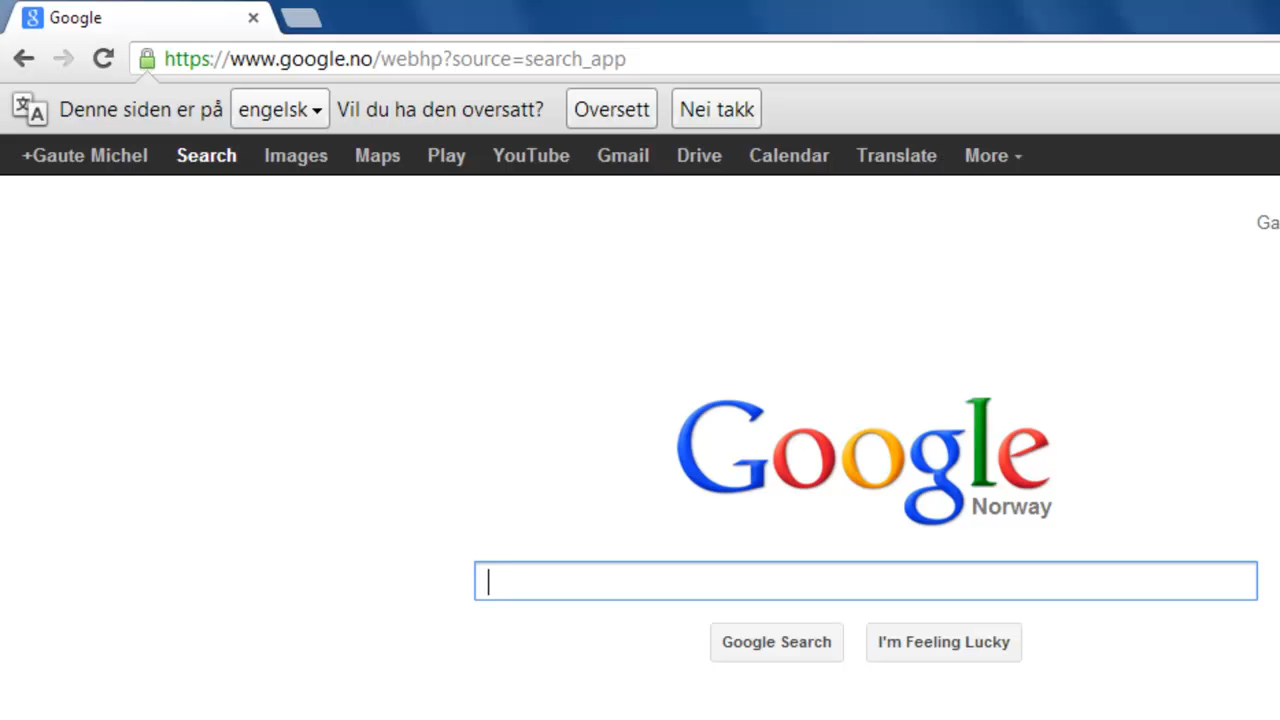 Google
https://www.google.no/webhp?source=search_app
Denne siden er på engelsk Vil du ha den oversatt? Oversett Nei takk
+Gaute Michel Search Images Maps Play YouTube Gmail Drive Calendar Translate More
Ga
Google
Norway
Google Search I'm Feeling Lucky